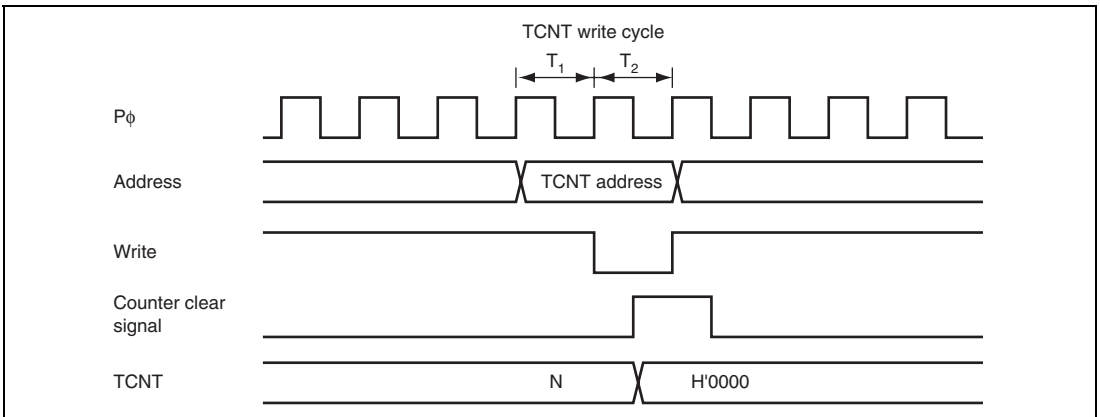 TCNT write cycle
T1 T2
Pϕ
Address TCNT address
Write
Counter clear
signal
TCNT N H'0000